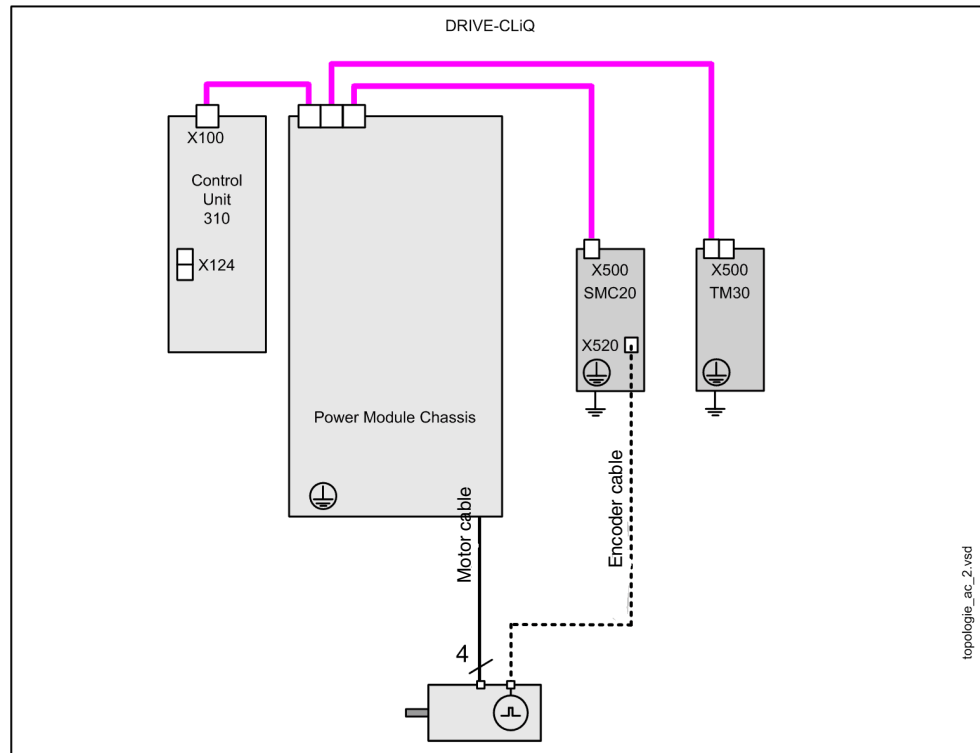 DRIVE-CLiQ
X100
Control
Unit
310
X124
Power Module Chassis
X500
SMC20
X520
X500
TM30
Motor cable
Encoder cable
4
topologie_ac_2.vsd